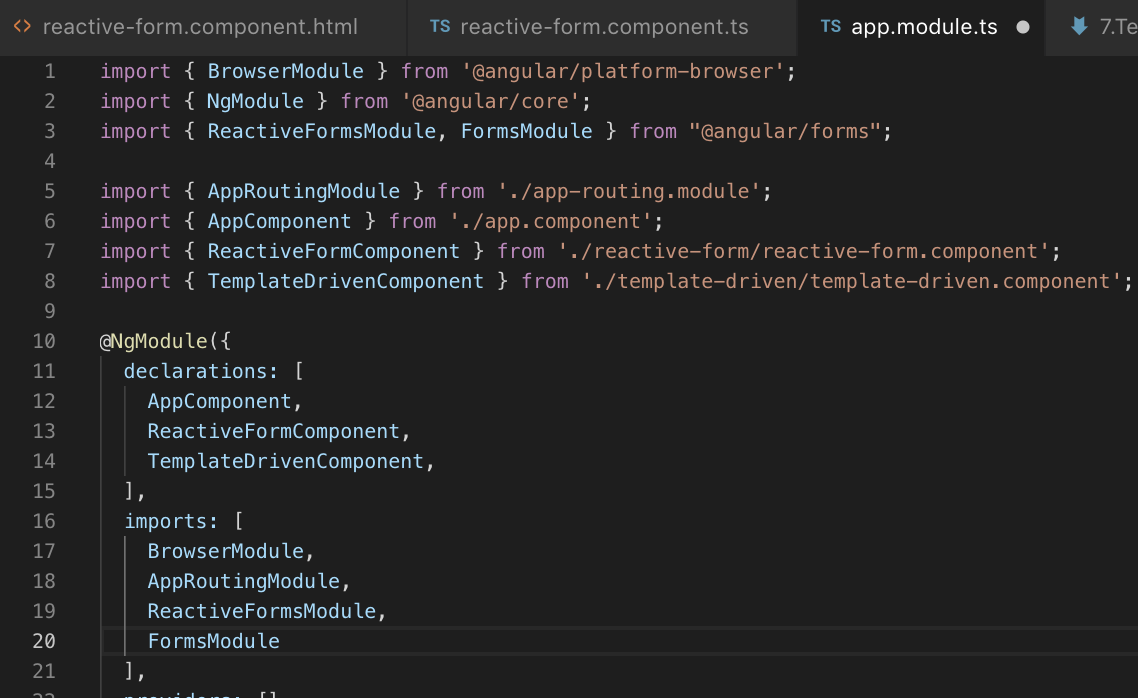 <> reactive-form.component.html TS reactive-form.component.ts TS app.module.ts ● 7.Te
1 import { BrowserModule } from '@angular/platform-browser';
2 import { NgModule } from '@angular/core';
3 import { ReactiveFormsModule, FormsModule } from "@angular/forms";
4
5 import { AppRoutingModule } from './app-routing.module';
6 import { AppComponent } from './app.component';
7 import { ReactiveFormComponent } from './reactive-form/reactive-form.component';
8 import { TemplateDrivenComponent } from './template-driven/template-driven.component';
9
10 @NgModule({
11 declarations: [
12 AppComponent,
13 ReactiveFormComponent,
14 TemplateDrivenComponent,
15 ],
16 imports: [
17 BrowserModule,
18 AppRoutingModule,
19 ReactiveFormsModule,
20 FormsModule
21 ],
22 providers: []